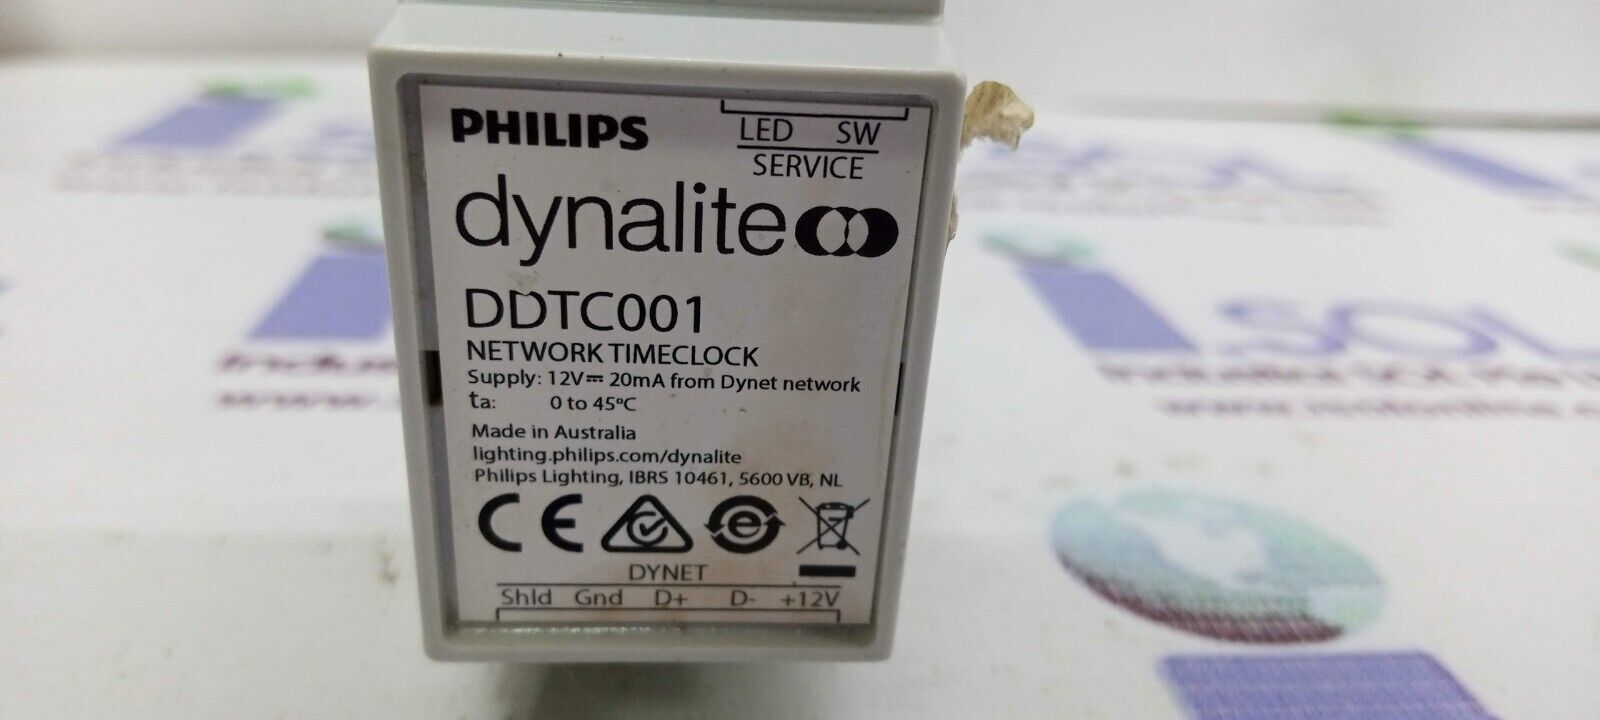 PHILIPS
LED SW
SERVICE
dynalite
DDTC001
NETWORK TIMECLOCK
Supply: 12V⎓ 20mA from Dynet network
ta: 0 to 45ºC
Made in Australia
lighting.philips.com/dynalite
Philips Lighting, IBRS 10461, 5600 VB, NL
CE
DYNET
Shld Gnd D+ D- +12V